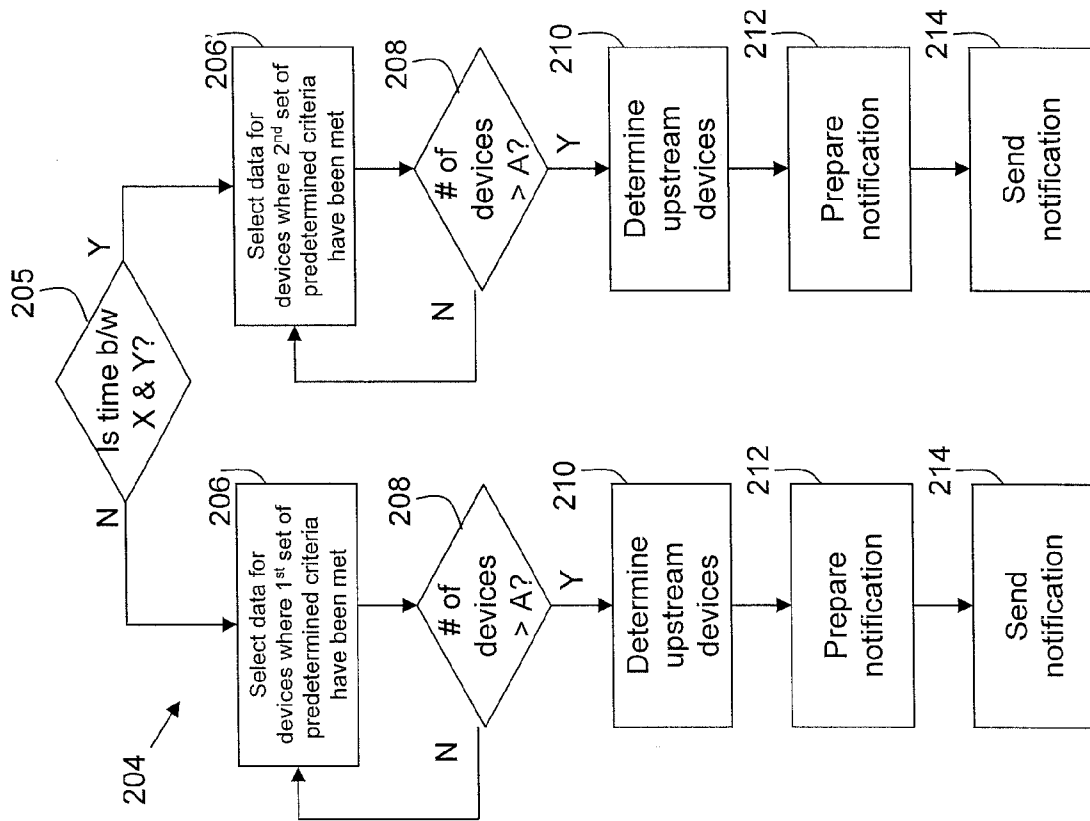 204
205
Is time b/w
X & Y?
N
Y
206
Select data for
devices where 1st set of
predetermined criteria
have been met
208
# of
devices
> A?
N
Y
210
Determine
upstream
devices
212
Prepare
notification
214
Send
notification
206'
Select data for
devices where 2nd set of
predetermined criteria
have been met
208
# of
devices
> A?
N
Y
210
Determine
upstream
devices
212
Prepare
notification
214
Send
notification